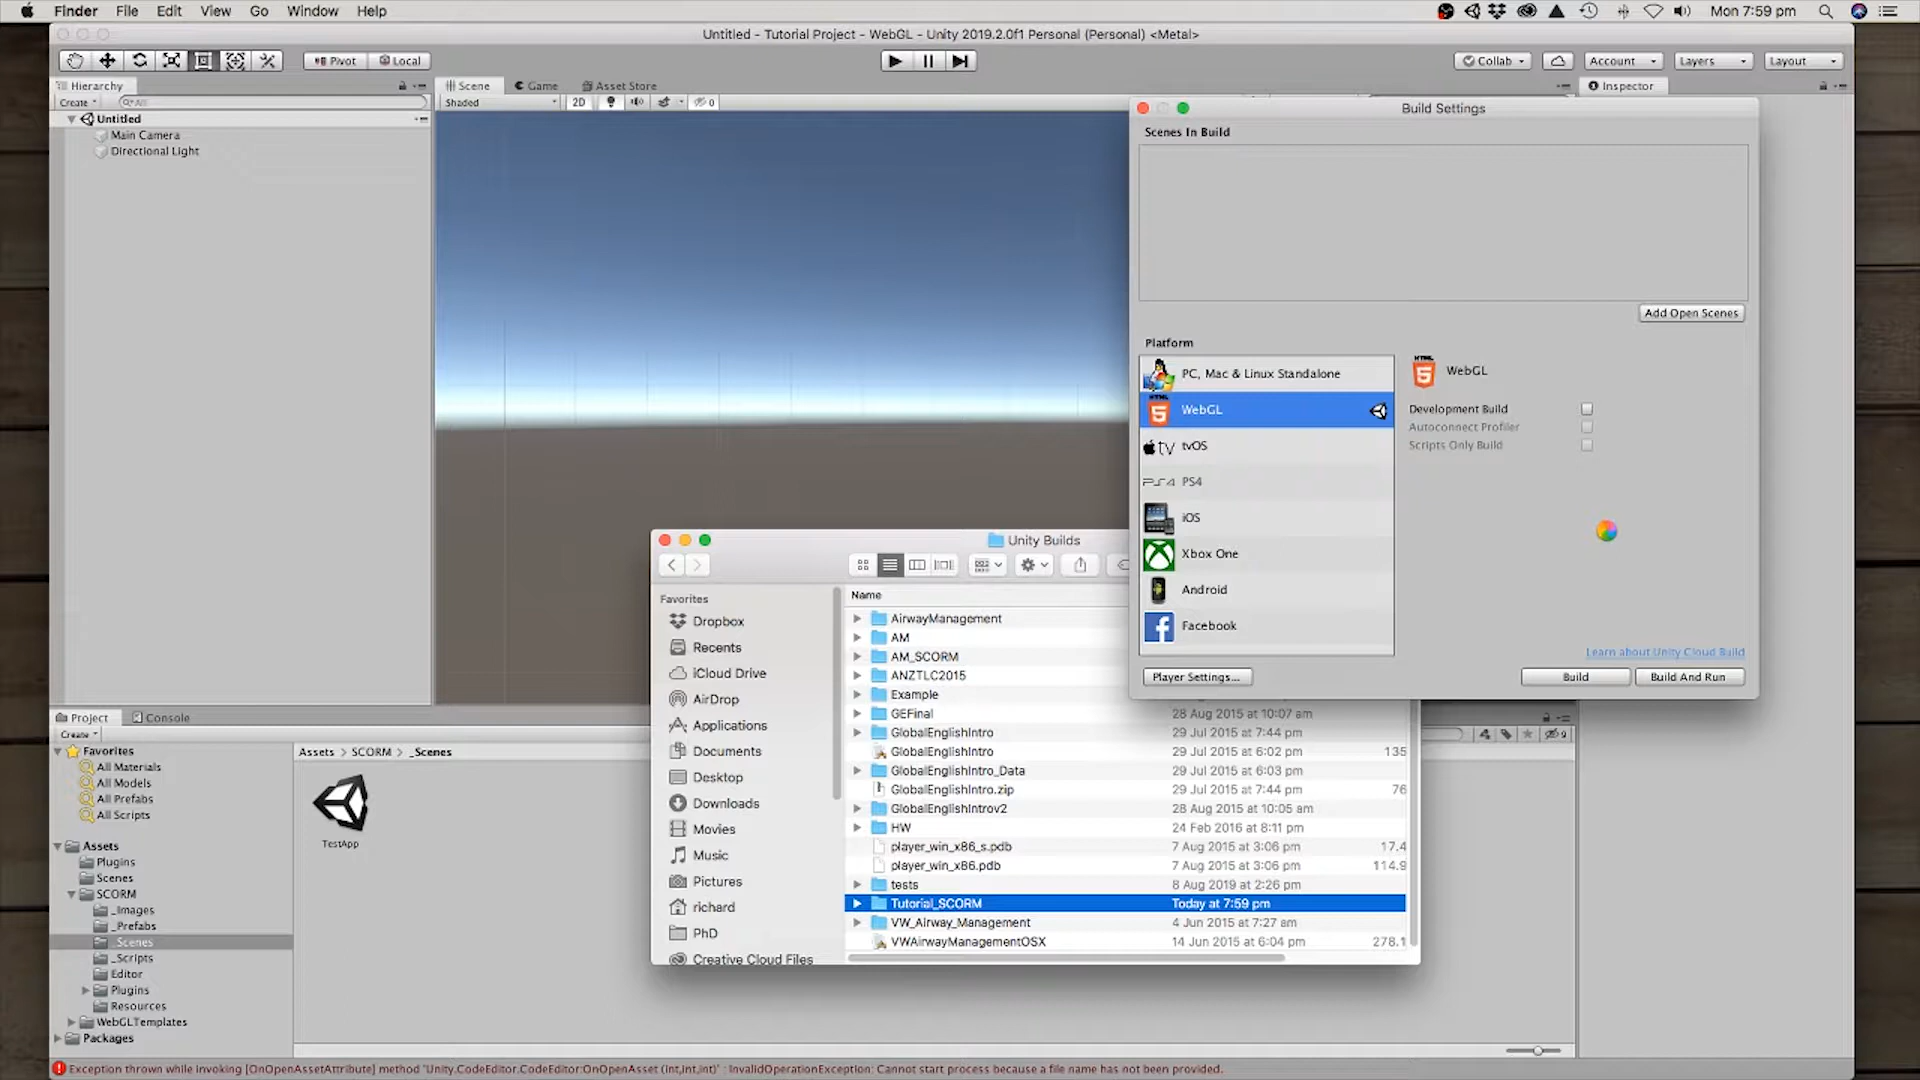 Finder File Edit View Go Window Help
Mon 7:59 pm
Untitled - Tutorial Project - WebGL - Unity 2019.2.0f1 Personal (Personal) <Metal>
Pivot Local
Collab Account Layers Layout
Hierarchy
Scene Game Asset Store
Inspector
Create All
Shaded 2D 0
Untitled
Main Camera
Directional Light
Build Settings
Scenes In Build
Add Open Scenes
Platform
PC, Mac & Linux Standalone
WebGL
tv tvOS
PS4 PS4
iOS
Xbox One
Android
Facebook
HTML 5 WebGL
Development Build
Autoconnect Profiler
Scripts Only Build
Learn about Unity Cloud Build
Player Settings...
Build
Build And Run
Unity Builds
Favorites
Dropbox
Recents
iCloud Drive
AirDrop
Applications
Documents
Desktop
Downloads
Movies
Music
Pictures
richard
PhD
Creative Cloud Files
Name
AirwayManagement
AM
AM_SCORM
ANZTLC2015
Example
GEFinal 28 Aug 2015 at 10:07 am
GlobalEnglishIntro 29 Jul 2015 at 7:44 pm
GlobalEnglishIntro 29 Jul 2015 at 6:02 pm 135
GlobalEnglishIntro_Data 29 Jul 2015 at 6:03 pm
GlobalEnglishIntro.zip 29 Jul 2015 at 7:44 pm 76
GlobalEnglishIntrov2 28 Aug 2015 at 10:05 am
HW 24 Feb 2016 at 8:11 pm
player_win_x86_s.pdb 7 Aug 2015 at 3:06 pm 17.4
player_win_x86.pdb 7 Aug 2015 at 3:06 pm 114.9
tests 8 Aug 2019 at 2:26 pm
Tutorial_SCORM Today at 7:59 pm
VW_Airway_Management 4 Jun 2015 at 7:27 am
VWAirwayManagementOSX 14 Jun 2015 at 6:04 pm 278.1
Project Console
Create
Favorites
All Materials
All Models
All Prefabs
All Scripts
Assets
Plugins
Scenes
SCORM
_Images
_Prefabs
_Scenes
_Scripts
Editor
Plugins
Resources
WebGLTemplates
Packages
Assets > SCORM > _Scenes
TestApp
9
Exception thrown while invoking [OnOpenAssetAttribute] method 'Unity.CodeEditor.CodeEditor:OnOpenAsset (int,int,int)' : InvalidOperationException: Cannot start process because a file name has not been provided.